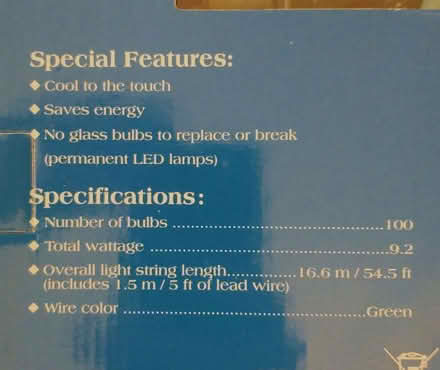 Special Features:
◆ Cool to the touch
◆ Saves energy
◆ No glass bulbs to replace or break
(permanent LED lamps)
Specifications:
◆ Number of bulbs ................................................100
◆ Total wattage ......................................................9.2
◆ Overall light string length...............16.6 m / 54.5 ft
(includes 1.5 m / 5 ft of lead wire)
◆ Wire color .......................................................Green